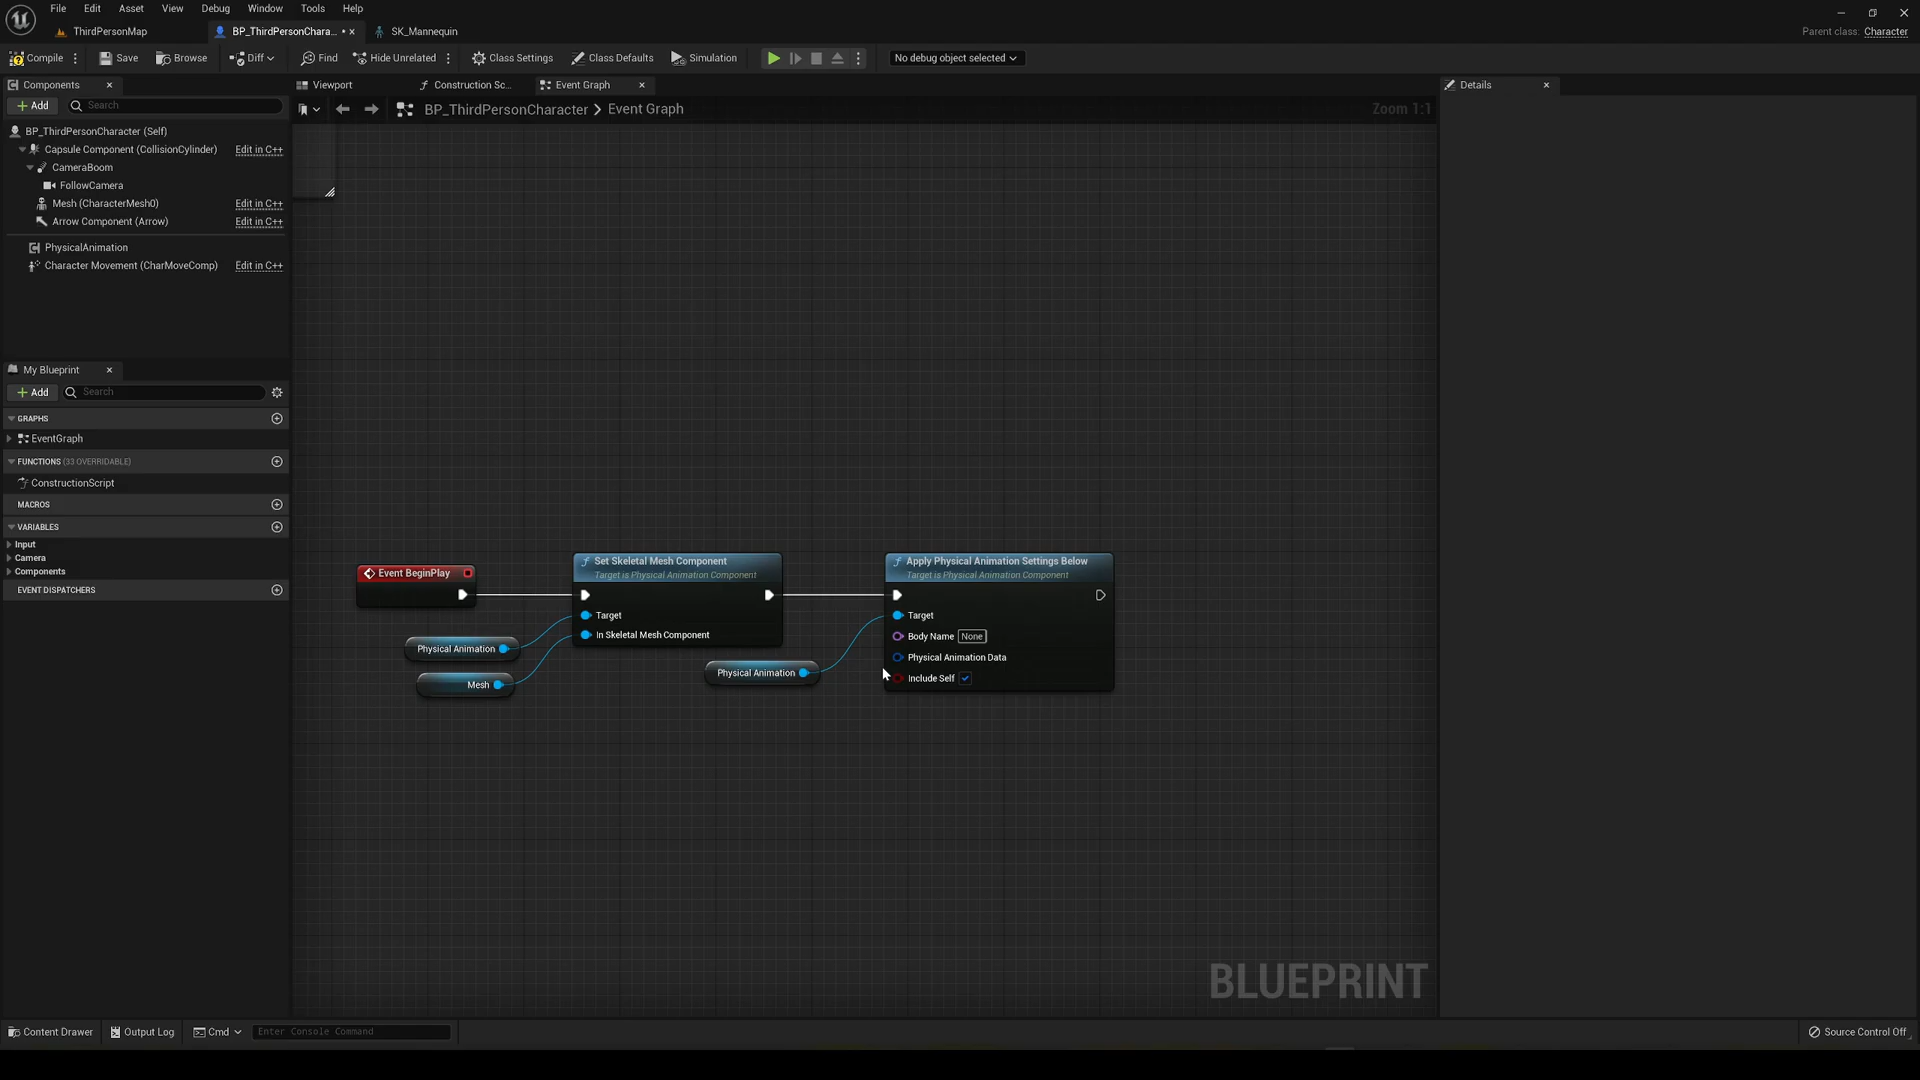 File Edit Asset View Debug Window Tools Help
ThirdPersonMap BP_ThirdPersonChara... • × SK_Mannequin Parent class: Character
Compile Save Browse Diff Find Hide Unrelated Class Settings Class Defaults Simulation No debug object selected
Components Viewport Construction Sc... Event Graph Details
+ Add Search BP_ThirdPersonCharacter > Event Graph Zoom 1:1
BP_ThirdPersonCharacter (Self)
Capsule Component (CollisionCylinder) Edit in C++
CameraBoom
FollowCamera
Mesh (CharacterMesh0) Edit in C++
Arrow Component (Arrow) Edit in C++
PhysicalAnimation
Character Movement (CharMoveComp) Edit in C++
My Blueprint
+ Add Search
GRAPHS
EventGraph
FUNCTIONS (33 OVERRIDABLE)
ConstructionScript
MACROS
VARIABLES
Input
Camera
Components
EVENT DISPATCHERS
Event BeginPlay
Physical Animation
Mesh
Set Skeletal Mesh Component
Target is Physical Animation Component
Target
In Skeletal Mesh Component
Physical Animation
Apply Physical Animation Settings Below
Target is Physical Animation Component
Target
Body Name None
Physical Animation Data
Include Self
BLUEPRINT
Content Drawer Output Log Cmd Enter Console Command Source Control Off